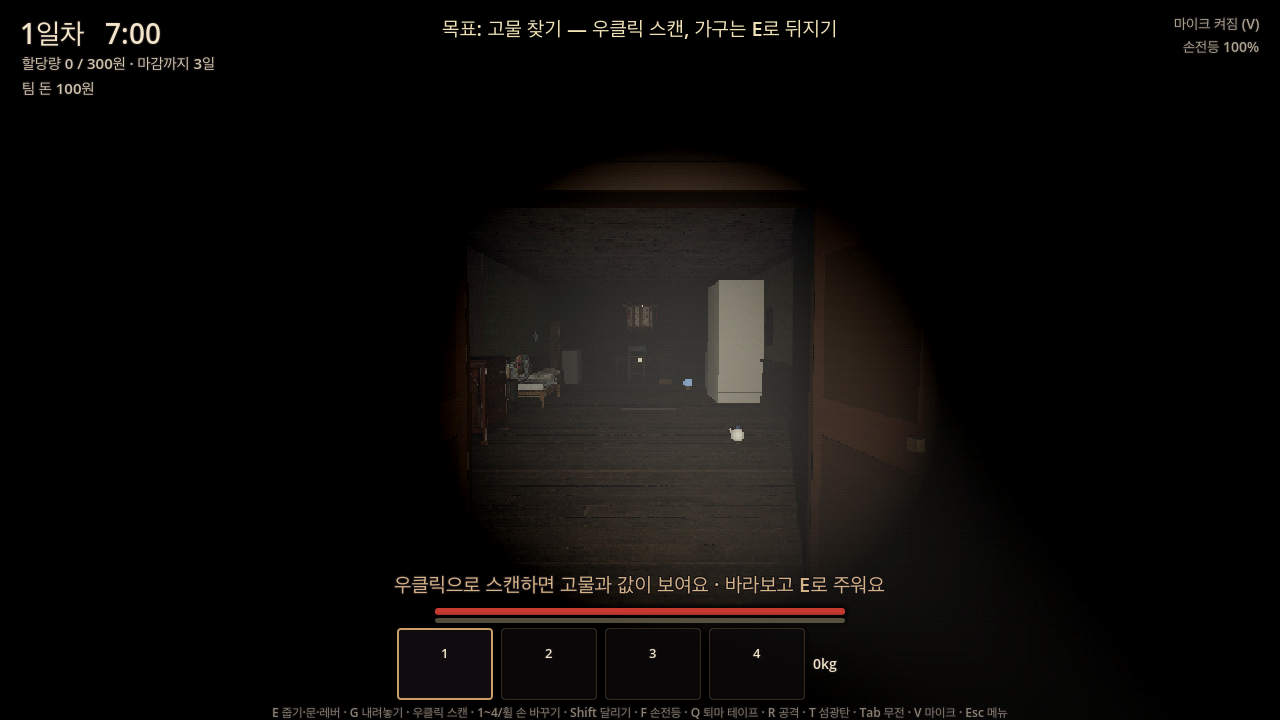 1일차 7:00
할당량 0 / 300원 · 마감까지 3일
팀 돈 100원
목표: 고물 찾기 — 우클릭 스캔, 가구는 E로 뒤지기
마이크 켜짐 (V)
손전등 100%
우클릭으로 스캔하면 고물과 값이 보여요 · 바라보고 E로 주워요
1 2 3 4 0kg
E 줍기·문·레버 · G 내려놓기 · 우클릭 스캔 · 1~4/휠 손 바꾸기 · Shift 달리기 · F 손전등 · Q 퇴마 테이프 · R 공격 · T 섬광탄 · Tab 무전 · V 마이크 · Esc 메뉴